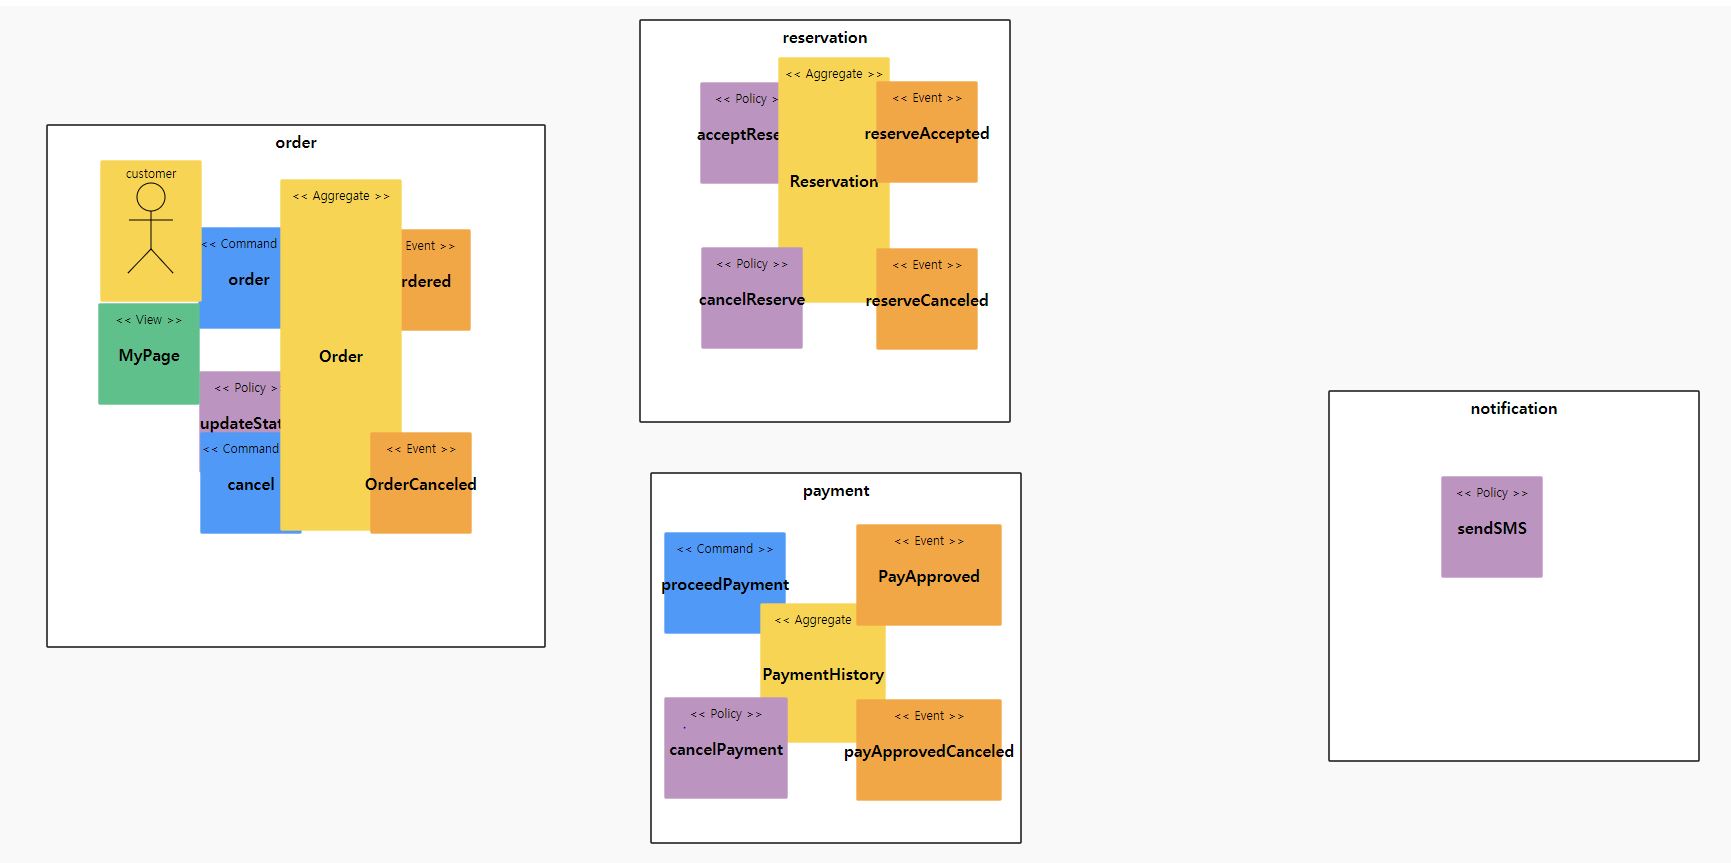 order
customer
<< Command
order
<< Aggregate >>
Order
Event >>
rdered
<< View >>
MyPage
<< Policy >
updateStat
<< Command
cancel
<< Event >>
OrderCanceled
reservation
<< Policy >
acceptRese
<< Aggregate >>
Reservation
<< Event >>
reserveAccepted
<< Policy >>
cancelReserve
<< Event >>
reserveCanceled
payment
<< Command >>
proceedPayment
<< Aggregate
PaymentHistory
<< Event >>
PayApproved
<< Policy >>
cancelPayment
<< Event >>
payApprovedCanceled
notification
<< Policy >>
sendSMS